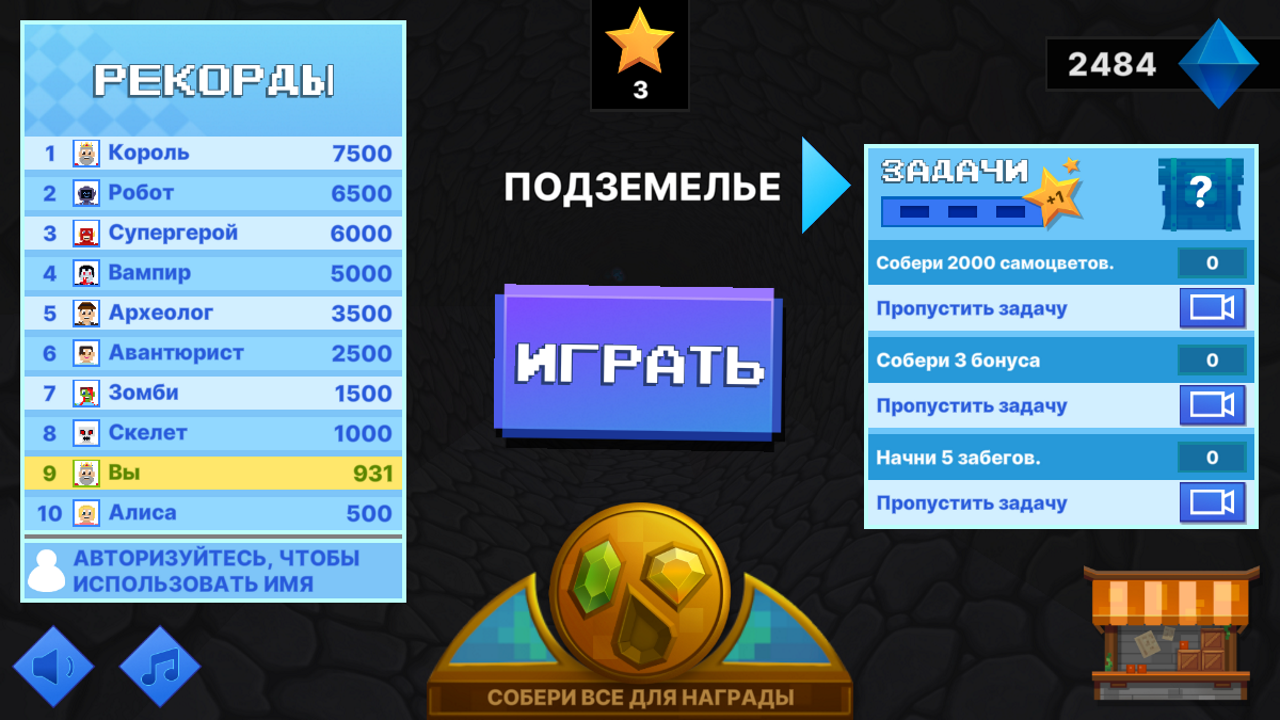 РЕКОРДЫ
1 Король 7500
2 Робот 6500
3 Супергерой 6000
4 Вампир 5000
5 Археолог 3500
6 Авантюрист 2500
7 Зомби 1500
8 Скелет 1000
9 Вы 931
10 Алиса 500
АВТОРИЗУЙТЕСЬ, ЧТОБЫ
ИСПОЛЬЗОВАТЬ ИМЯ
3
ПОДЗЕМЕЛЬЕ
ИГРАТЬ
СОБЕРИ ВСЕ ДЛЯ НАГРАДЫ
2484
ЗАДАЧИ
+1
?
Собери 2000 самоцветов. 0
Пропустить задачу
Собери 3 бонуса 0
Пропустить задачу
Начни 5 забегов. 0
Пропустить задачу